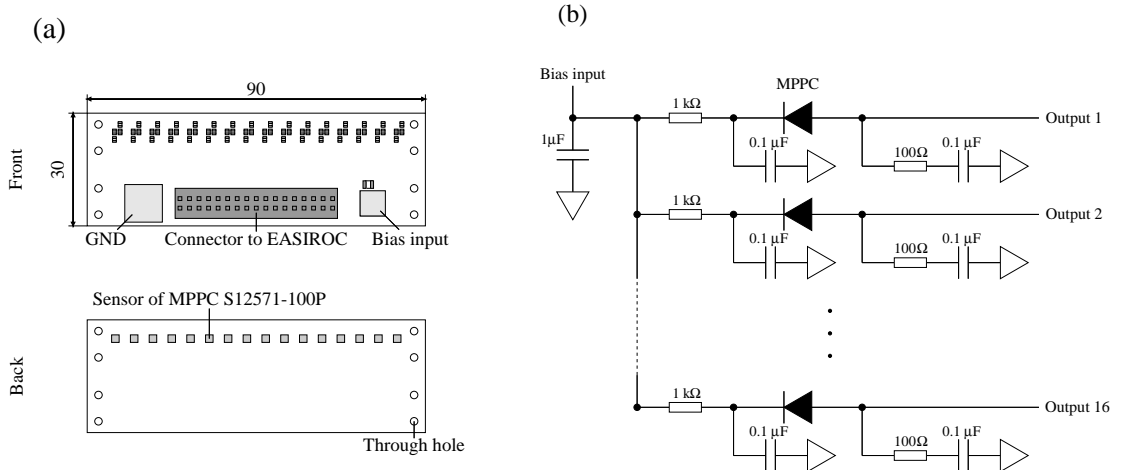 (a)
90
30
Front
GND
Connector to EASIROC
Bias input
Sensor of MPPC S12571-100P
Back
Through hole
(b)
Bias input
1μF
1 kΩ
MPPC
Output 1
0.1 μF
100Ω
0.1 μF
1 kΩ
Output 2
0.1 μF
100Ω
0.1 μF
1 kΩ
Output 16
0.1 μF
100Ω
0.1 μF